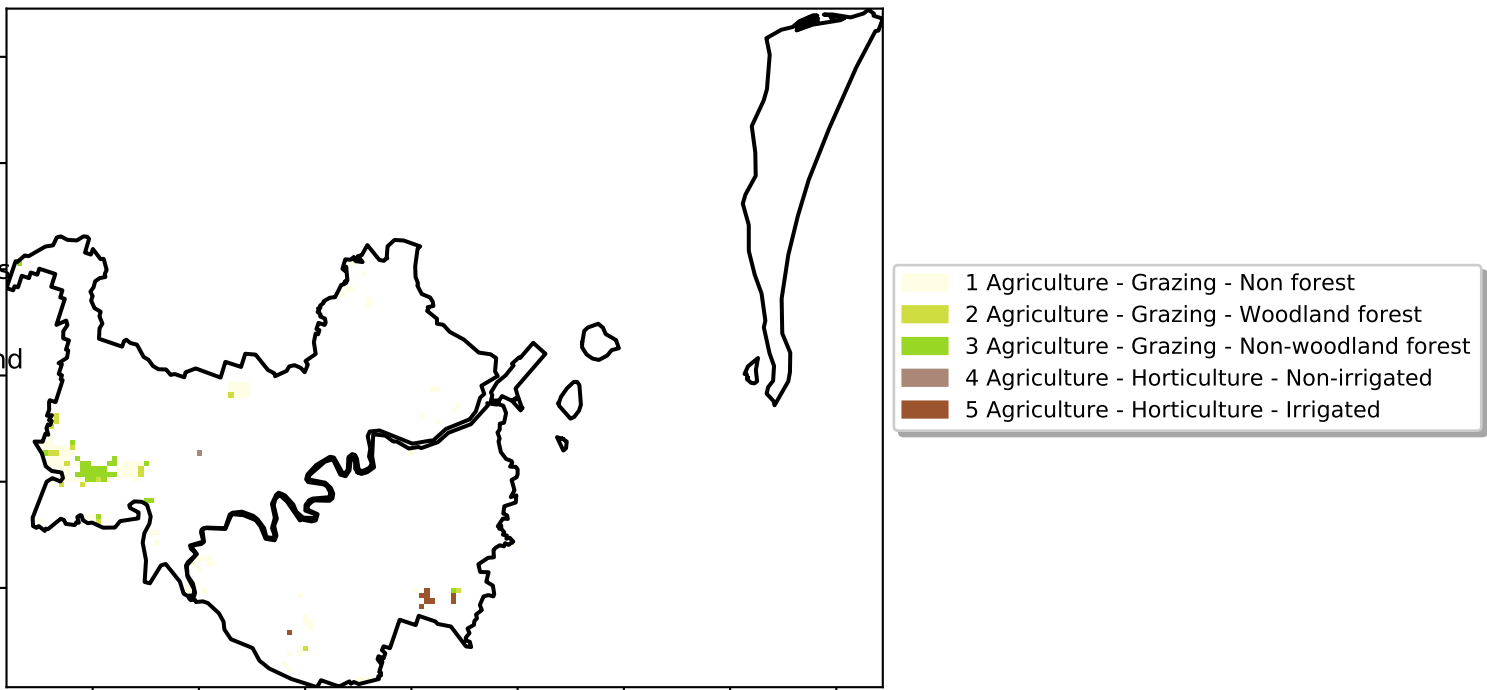 s
nd
1 Agriculture - Grazing - Non forest
2 Agriculture - Grazing - Woodland forest
3 Agriculture - Grazing - Non-woodland forest
4 Agriculture - Horticulture - Non-irrigated
5 Agriculture - Horticulture - Irrigated